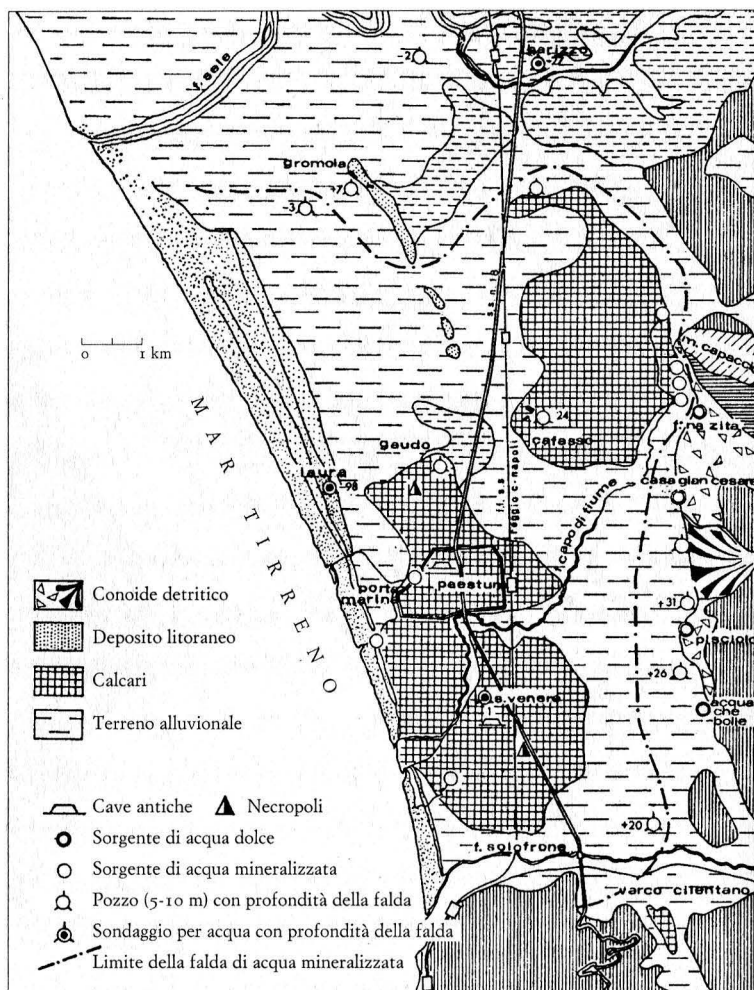 f. sele
2
barizzo
22
gromola
+7
-3
s.s. 18
0 1 km
m. capaccio
f.na zita
24
cafasso
gaudo
laura
-98
casa gian cesare
f. capo di fiume
f.s.s
reggio c.-napoli
MAR TIRRENO
porta
marina
paestum
+31
+26
s. venere
acqua
che
bolle
+20
f. solofrone
varco cilentano
Conoide detritico
Deposito litoraneo
Calcari
Terreno alluvionale
Cave antiche Necropoli
Sorgente di acqua dolce
Sorgente di acqua mineralizzata
Pozzo (5-10 m) con profondità della falda
Sondaggio per acqua con profondità della falda
Limite della falda di acqua mineralizzata